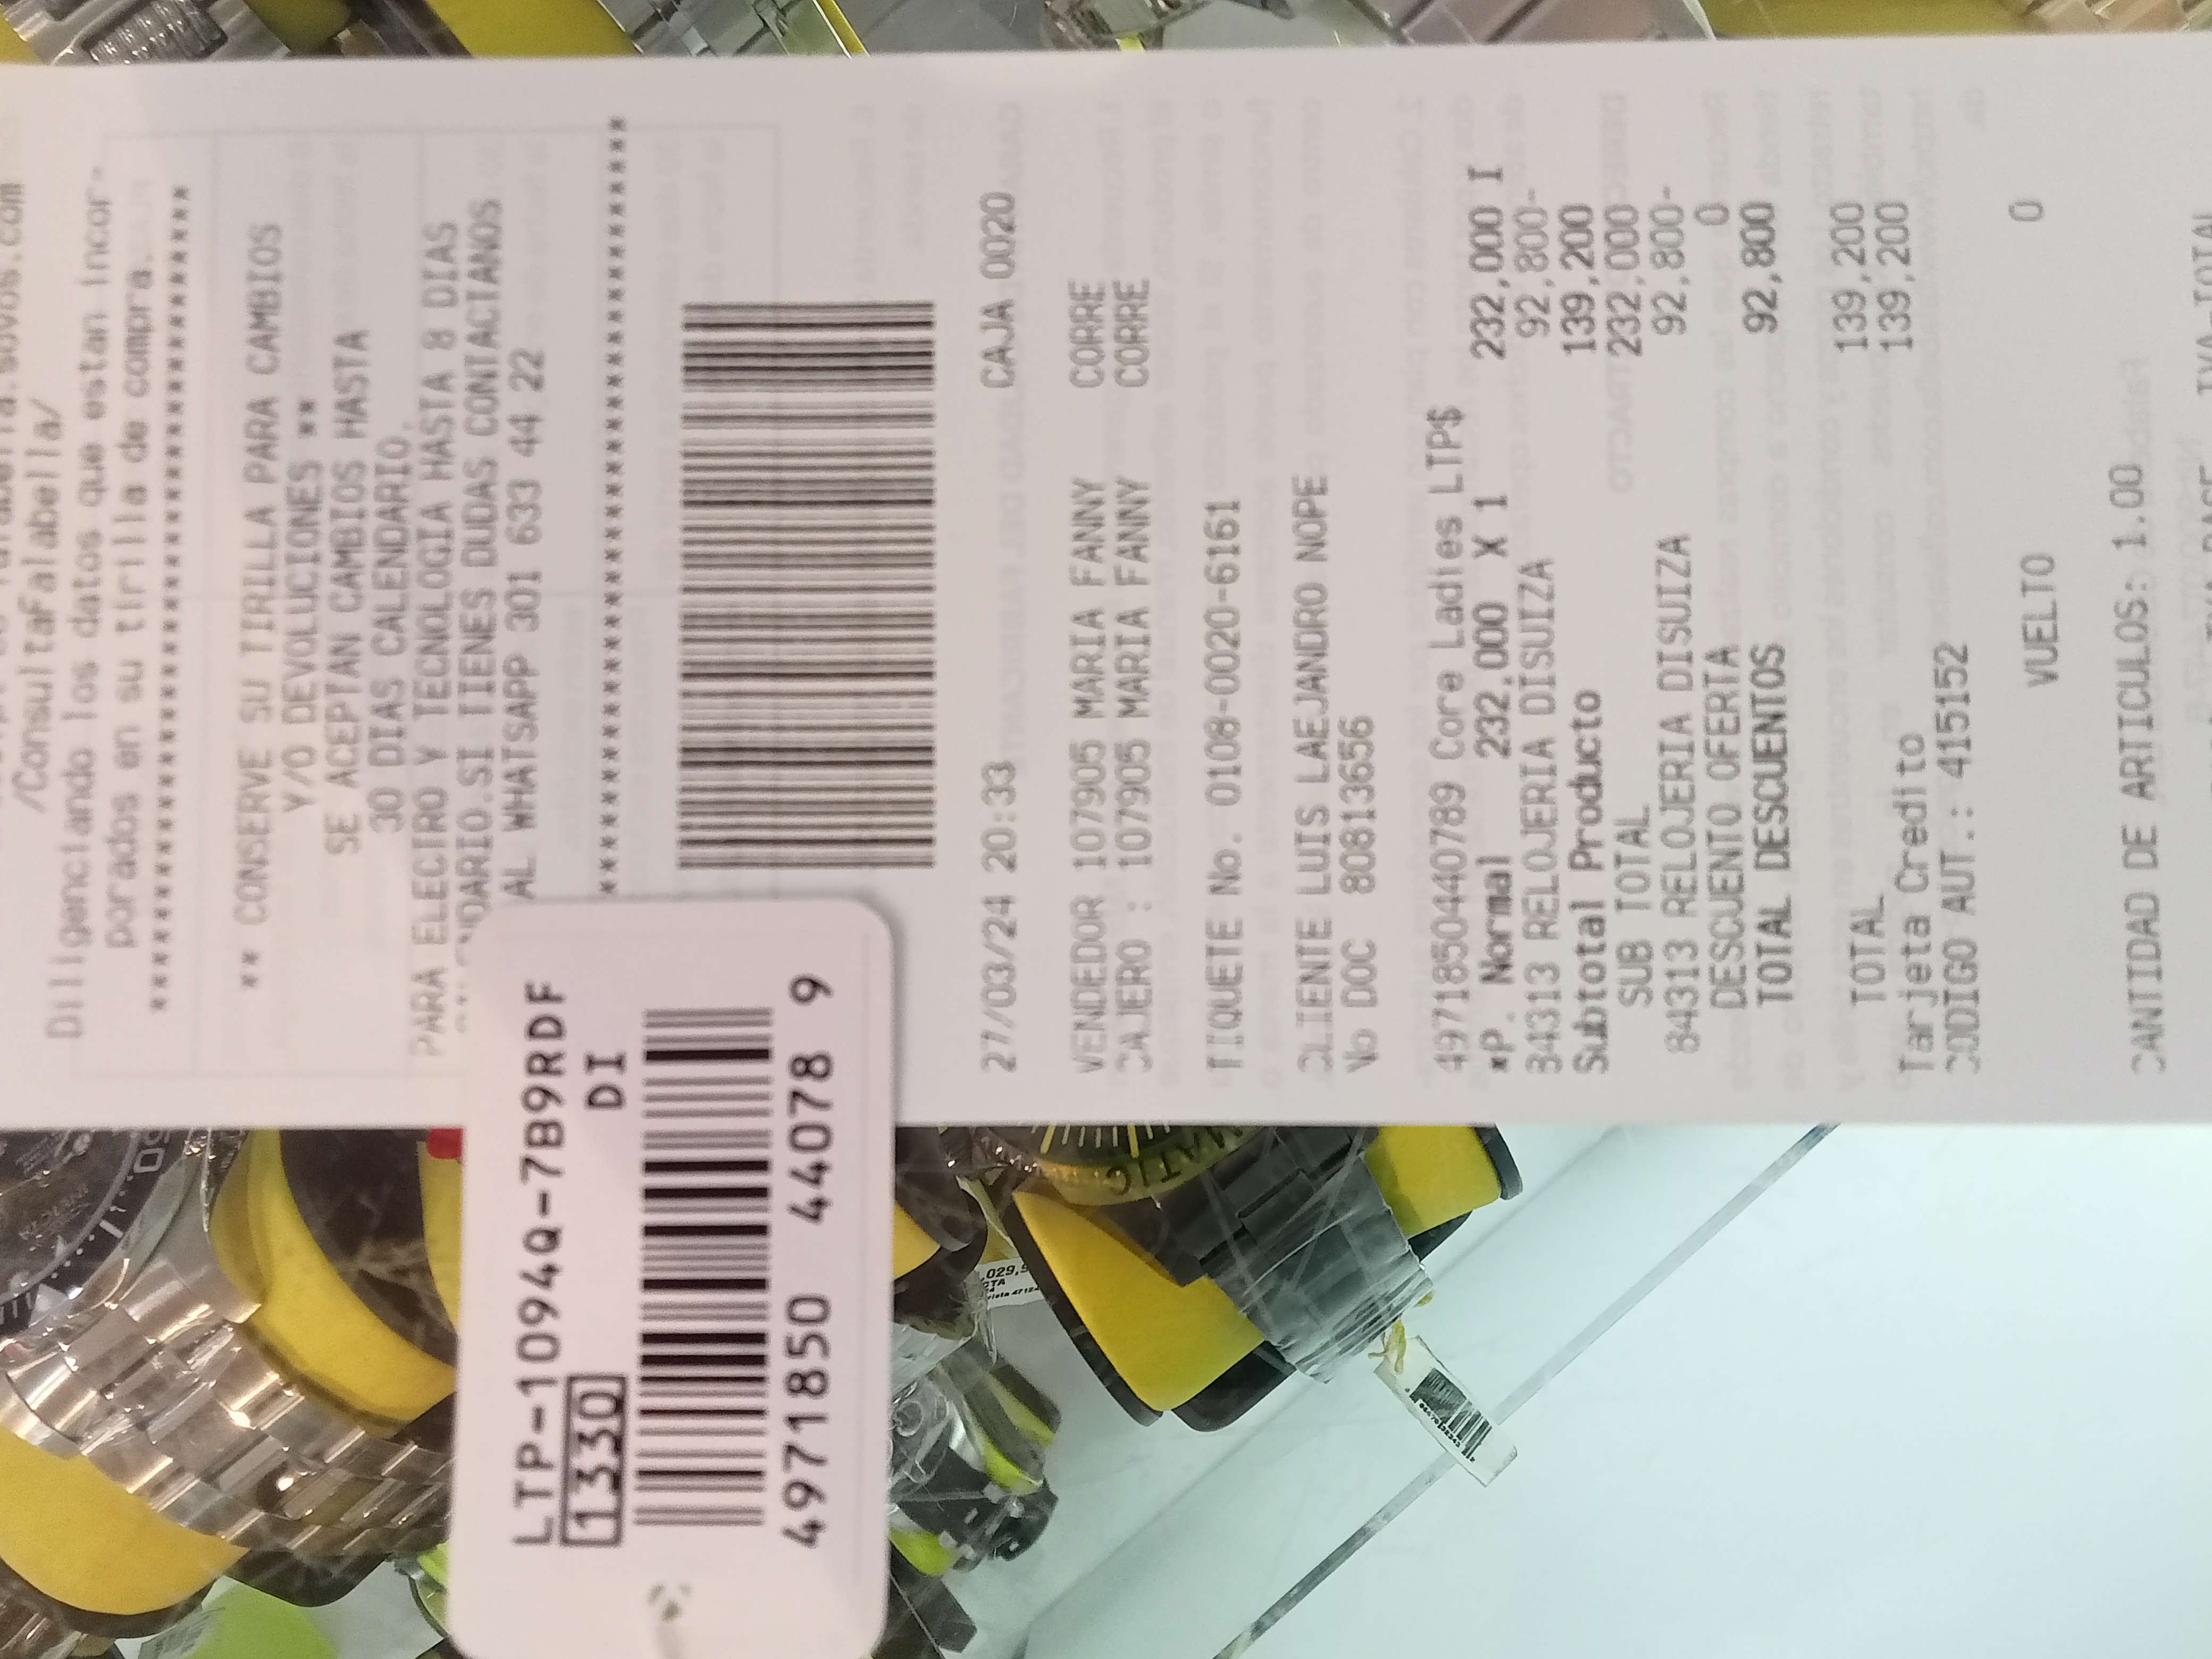 /ConsultaFalabella/
Diligenciando los datos que estan incor-
porados en su tirilla de compra.
** CONSERVE SU TIRILLA PARA CAMBIOS
Y/O DEVOLUCIONES **
SE ACEPTAN CAMBIOS HASTA
30 DIAS CALENDARIO.
PARA ELECTRO Y TECNOLOGIA HASTA 8 DIAS
NDARIO.SI TIENES DUDAS CONTACTANOS
AL WHATSAPP 301 633 44 22
***************************************
27/03/24 20:33 CAJA 0020
VENDEDOR 107905 MARIA FANNY CORRE
CAJERO : 107905 MARIA FANNY CORRE
TIQUETE No. 0108-0020-6161
CLIENTE LUIS LAEJANDRO NOPE
No DOC 80813656
4971850440789 Core Ladies LTP$
*P. Normal 232,000 X 1 232,000 I
84313 RELOJERIA DISUIZA 92,800-
Subtotal Producto 139,200
SUB TOTAL 232,000
84313 RELOJERIA DISUIZA 92,800-
DESCUENTO OFERTA 0
TOTAL DESCUENTOS 92,800
TOTAL 139,200
Tarjeta Credito 139,200
CODIGO AUT.: 415152
VUELTO 0
CANTIDAD DE ARTICULOS: 1.00
LTP-1094Q-7B9RDF
1330 DI
4971850 44078 9